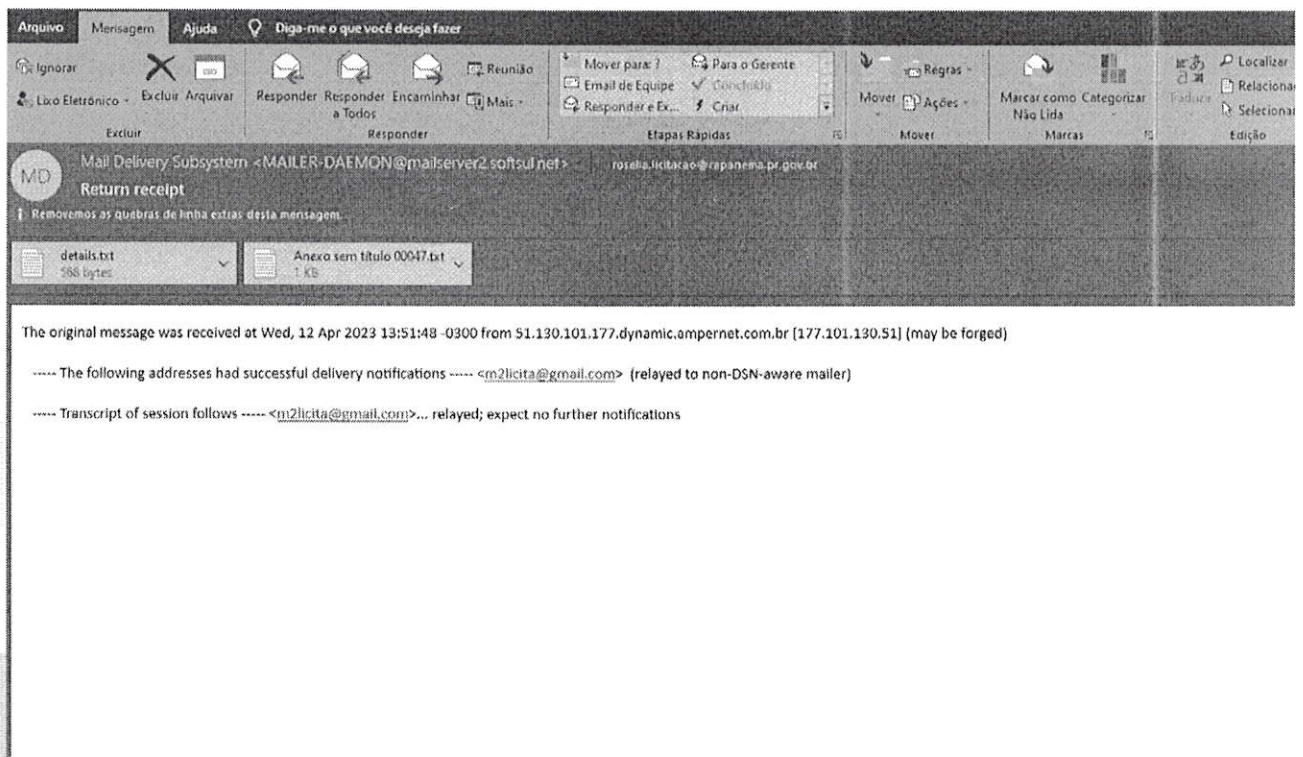 Arquivo Mensagem Ajuda Diga-me o que você deseja fazer
Ignorar
Lixo Eletrônico
Excluir Arquivar
Excluir
Responder Responder a Todos Encaminhar
Reunião
Mais
Responder
Mover para: ? Para o Gerente
Email de Equipe Concluído
Responder e Ex... Criar
Etapas Rápidas
Mover
Regras
Ações
Mover
Marcar como Não Lida Categorizar
Marcas
Localizar
Relacionad
Selecionar
Edição
MD
Mail Delivery Subsystem <MAILER-DAEMON@mailserver2.softsul.net>
Return receipt
Removemos as quebras de linha extras desta mensagem.
details.txt
568 bytes
Anexo sem título 00047.txt
1 KB
The original message was received at Wed, 12 Apr 2023 13:51:48 -0300 from 51.130.101.177.dynamic.ampernet.com.br [177.101.130.51] (may be forged)
----- The following addresses had successful delivery notifications ----- <m2licita@gmail.com> (relayed to non-DSN-aware mailer)
----- Transcript of session follows ----- <m2licita@gmail.com>... relayed; expect no further notifications